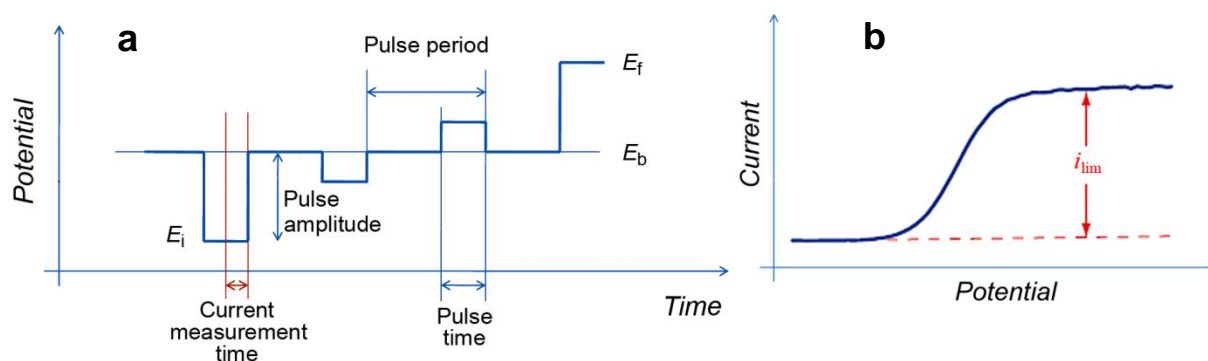 a
Pulse period
E_f
E_b
Pulse
amplitude
E_i
Potential
Time
Current
measurement
time
Pulse
time
b
Current
i_lim
Potential